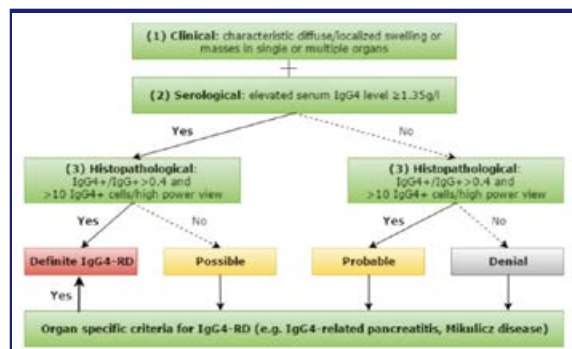 (1) Clinical: characteristic diffuse/localized swelling or
masses in single or multiple organs
(2) Serological: elevated serum IgG4 level ≥1.35g/l
Yes
No
(3) Histopathological:
IgG4+/IgG+>0.4 and
>10 IgG4+ cells/high power view
(3) Histopathological:
IgG4+/IgG+>0.4 and
>10 IgG4+ cells/high power view
Yes
No
Yes
No
Definite IgG4-RD
Possible
Probable
Denial
Yes
Organ specific criteria for IgG4-RD (e.g. IgG4-related pancreatitis, Mikulicz disease)